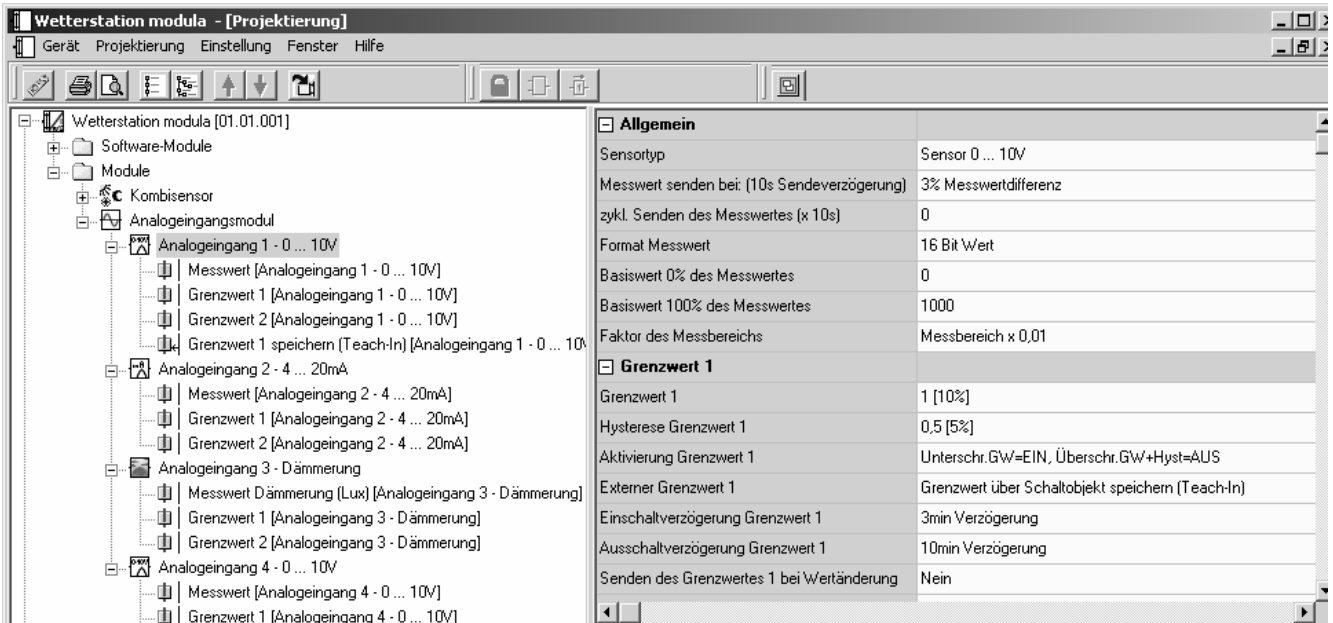 Wetterstation modula - [Projektierung]
Gerät Projektierung Einstellung Fenster Hilfe
Wetterstation modula [01.01.001]
Software-Module
Module
Kombisensor
Analogeingangsmodul
Analogeingang 1 - 0 ... 10V
Messwert [Analogeingang 1 - 0 ... 10V]
Grenzwert 1 [Analogeingang 1 - 0 ... 10V]
Grenzwert 2 [Analogeingang 1 - 0 ... 10V]
Grenzwert 1 speichern (Teach-In) [Analogeingang 1 - 0 ... 10
Analogeingang 2 - 4 ... 20mA
Messwert [Analogeingang 2 - 4 ... 20mA]
Grenzwert 1 [Analogeingang 2 - 4 ... 20mA]
Grenzwert 2 [Analogeingang 2 - 4 ... 20mA]
Analogeingang 3 - Dämmerung
Messwert Dämmerung (Lux) [Analogeingang 3 - Dämmerung]
Grenzwert 1 [Analogeingang 3 - Dämmerung]
Grenzwert 2 [Analogeingang 3 - Dämmerung]
Analogeingang 4 - 0 ... 10V
Messwert [Analogeingang 4 - 0 ... 10V]
Grenzwert 1 [Analogeingang 4 - 0 ... 10V]
Allgemein
Sensortyp Sensor 0 ... 10V
Messwert senden bei: (10s Sendeverzögerung) 3% Messwertdifferenz
zykl. Senden des Messwertes (x 10s) 0
Format Messwert 16 Bit Wert
Basiswert 0% des Messwertes 0
Basiswert 100% des Messwertes 1000
Faktor des Messbereichs Messbereich x 0,01
Grenzwert 1
Grenzwert 1 1 [10%]
Hysterese Grenzwert 1 0,5 [5%]
Aktivierung Grenzwert 1 Unterschr.GW=EIN, Überschr.GW+Hyst=AUS
Externer Grenzwert 1 Grenzwert über Schaltobjekt speichern (Teach-In)
Einschaltverzögerung Grenzwert 1 3min Verzögerung
Ausschaltverzögerung Grenzwert 1 10min Verzögerung
Senden des Grenzwertes 1 bei Wertänderung Nein